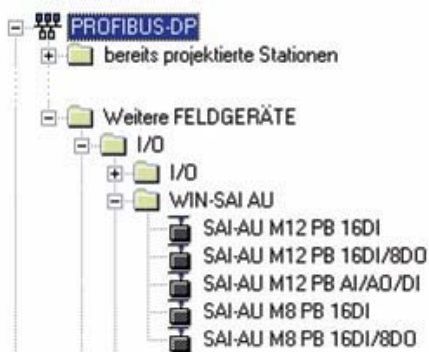 PROFIBUS-DP
bereits projektierte Stationen
Weitere FELDGERÄTE
I/O
I/O
WIN-SAI AU
SAI-AU M12 PB 16DI
SAI-AU M12 PB 16DI/8DO
SAI-AU M12 PB AI/AO/DI
SAI-AU M8 PB 16DI
SAI-AU M8 PB 16DI/8DO